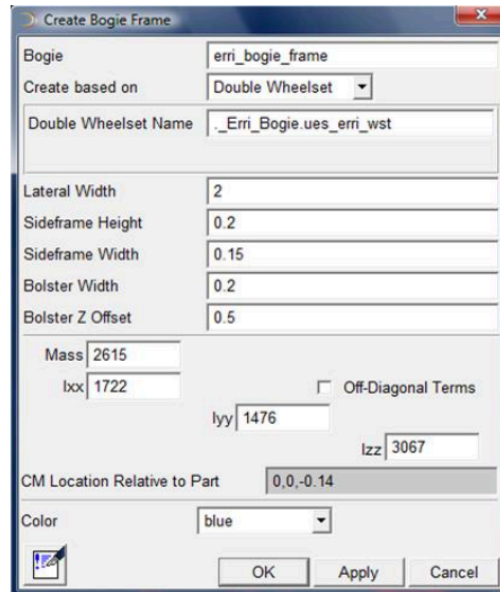 Create Bogie Frame
Bogie erri_bogie_frame
Create based on Double Wheelset
Double Wheelset Name ._Erri_Bogie.ues_erri_wst
Lateral Width 2
Sideframe Height 0.2
Sideframe Width 0.15
Bolster Width 0.2
Bolster Z Offset 0.5
Mass 2615
Ixx 1722 Off-Diagonal Terms
Iyy 1476
Izz 3067
CM Location Relative to Part 0,0,-0.14
Color blue
OK Apply Cancel